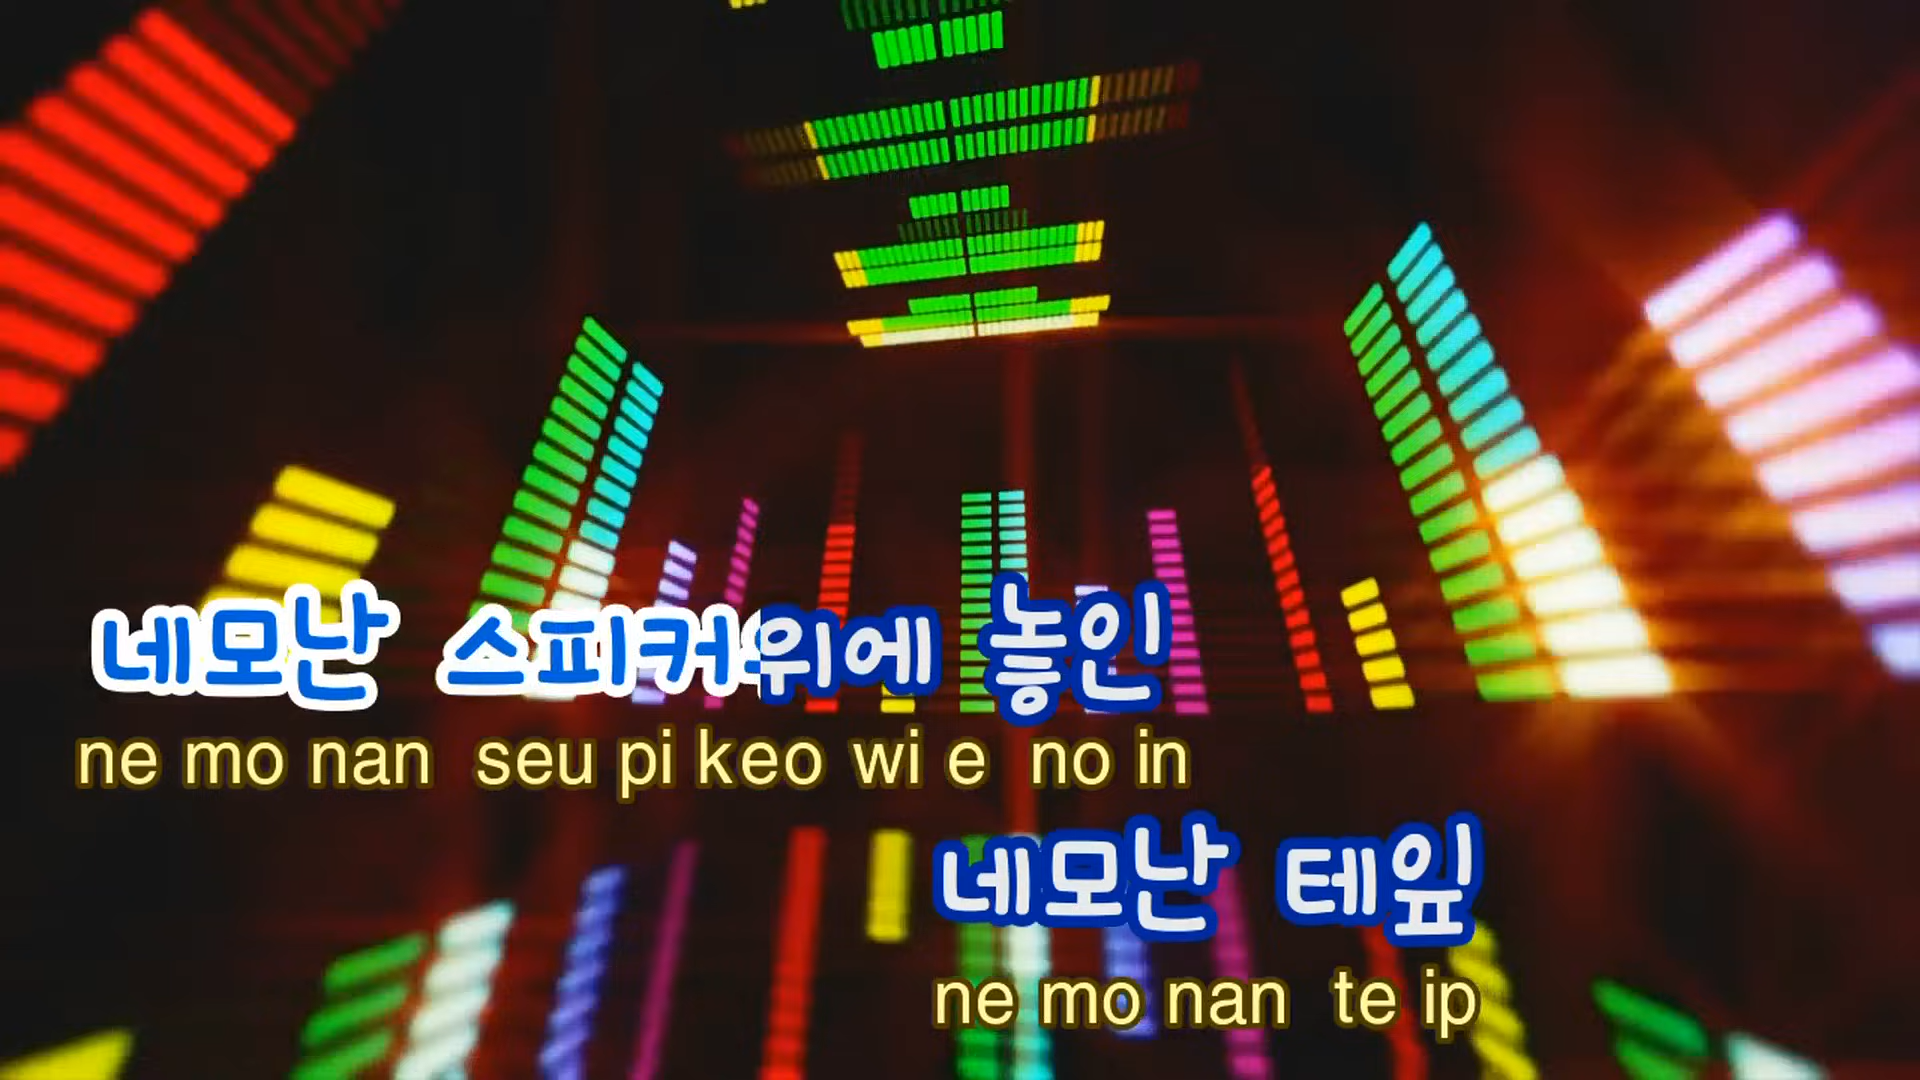 네모난 스피커위에 놓인
ne mo nan seu pi keo wi e no in
네모난 테잎
ne mo nan te ip